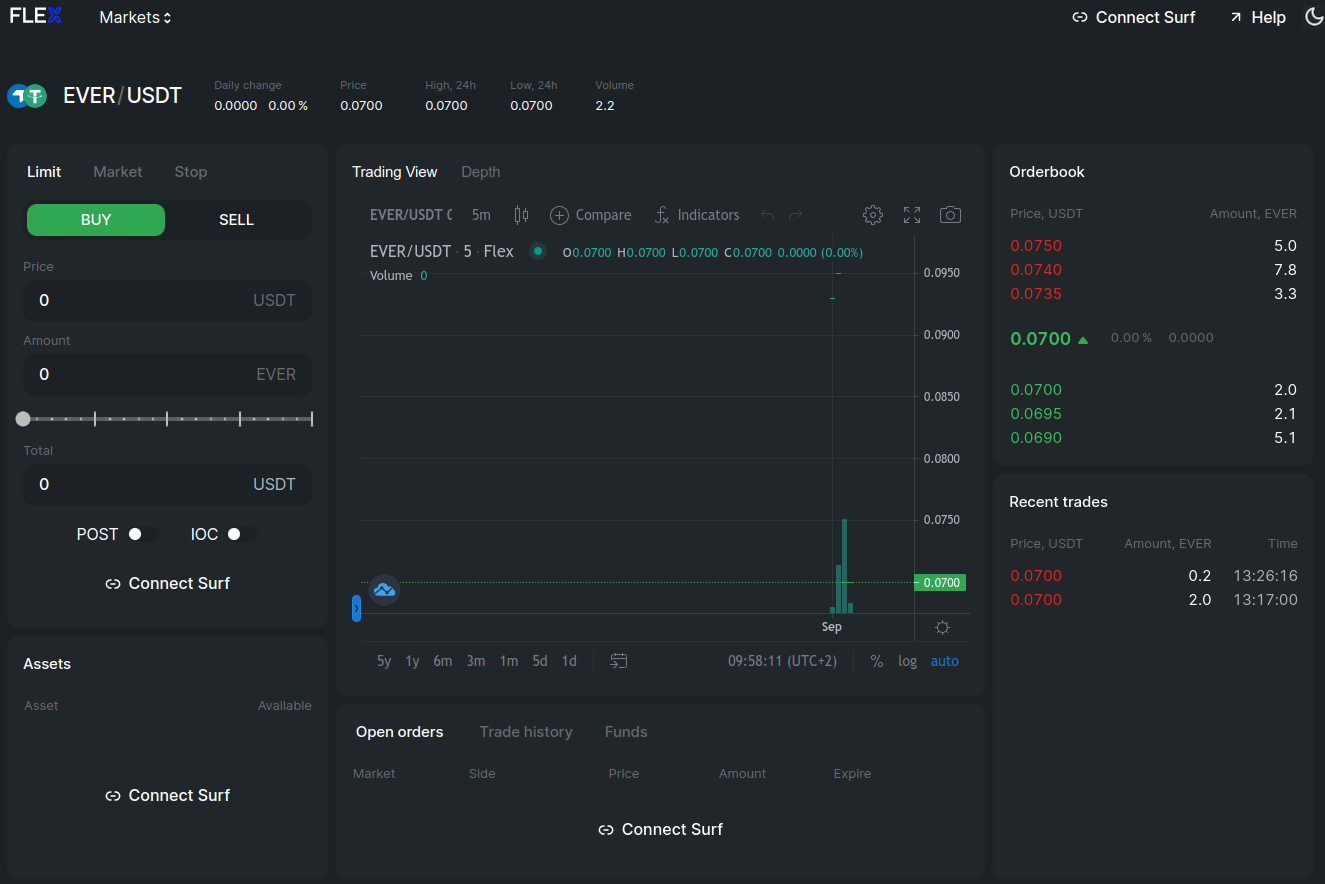 FLEX Markets Connect Surf Help
EVER/USDT
Daily change Price High, 24h Low, 24h Volume
0.0000 0.00 % 0.0700 0.0700 0.0700 2.2
Limit Market Stop
BUY SELL
Price
0 USDT
Amount
0 EVER
Total
0 USDT
POST IOC
Connect Surf
Assets
Asset Available
Connect Surf
Trading View Depth
EVER/USDT 5m Compare Indicators
EVER/USDT · 5 · Flex O0.0700 H0.0700 L0.0700 C0.0700 0.0000 (0.00%)
Volume 0
0.0950
0.0900
0.0850
0.0800
0.0750
0.0700
Sep
5y 1y 6m 3m 1m 5d 1d 09:58:11 (UTC+2) % log auto
Open orders Trade history Funds
Market Side Price Amount Expire
Connect Surf
Orderbook
Price, USDT Amount, EVER
0.0750 5.0
0.0740 7.8
0.0735 3.3
0.0700 0.00 % 0.0000
0.0700 2.0
0.0695 2.1
0.0690 5.1
Recent trades
Price, USDT Amount, EVER Time
0.0700 0.2 13:26:16
0.0700 2.0 13:17:00